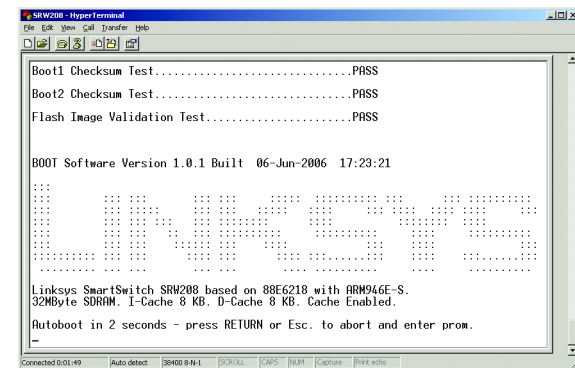 SRW208 - HyperTerminal
File Edit View Call Transfer Help
Boot1 Checksum Test..............................PASS
Boot2 Checksum Test..............................PASS
Flash Image Validation Test......................PASS
BOOT Software Version 1.0.1 Built 06-Jun-2006 17:23:21
LINKSYS
Linksys SmartSwitch SRW208 based on 88E6218 with ARM946E-S.
32MByte SDRAM. I-Cache 8 KB. D-Cache 8 KB. Cache Enabled.
Autoboot in 2 seconds - press RETURN or Esc. to abort and enter prom.
Connected 0:01:49 Auto detect 38400 8-N-1 SCROLL CAPS NUM Capture Print echo